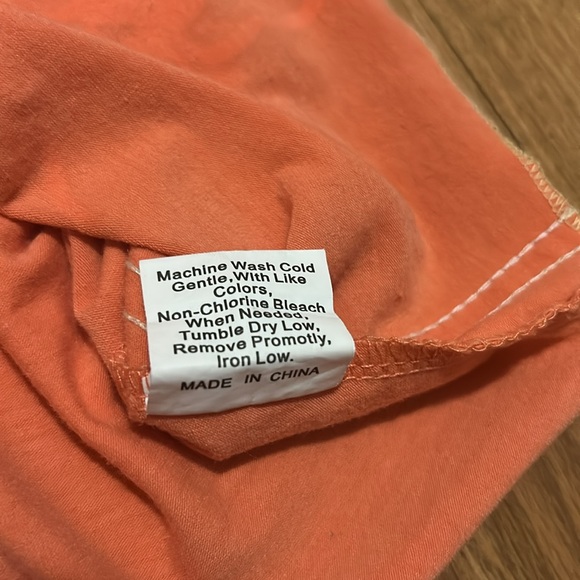 Machine Wash Cold
Gentle,With Like
Colors,
Non-Chlorine Bleach
When Needed,
Tumble Dry Low,
Remove Promotly,
Iron Low.
MADE IN CHINA